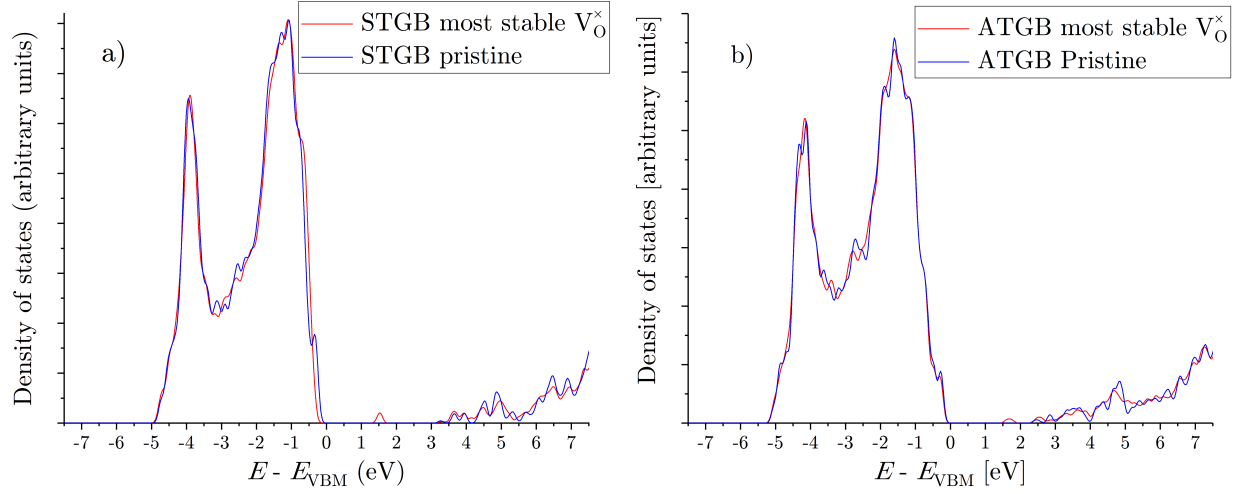 STGB most stable V_O^×
STGB pristine
a)
Density of states (arbitrary units)
-7 -6 -5 -4 -3 -2 -1 0 1 2 3 4 5 6 7
E - E_VBM (eV)
ATGB most stable V_O^×
ATGB Pristine
b)
Density of states [arbitrary units]
-7 -6 -5 -4 -3 -2 -1 0 1 2 3 4 5 6 7
E - E_VBM [eV]